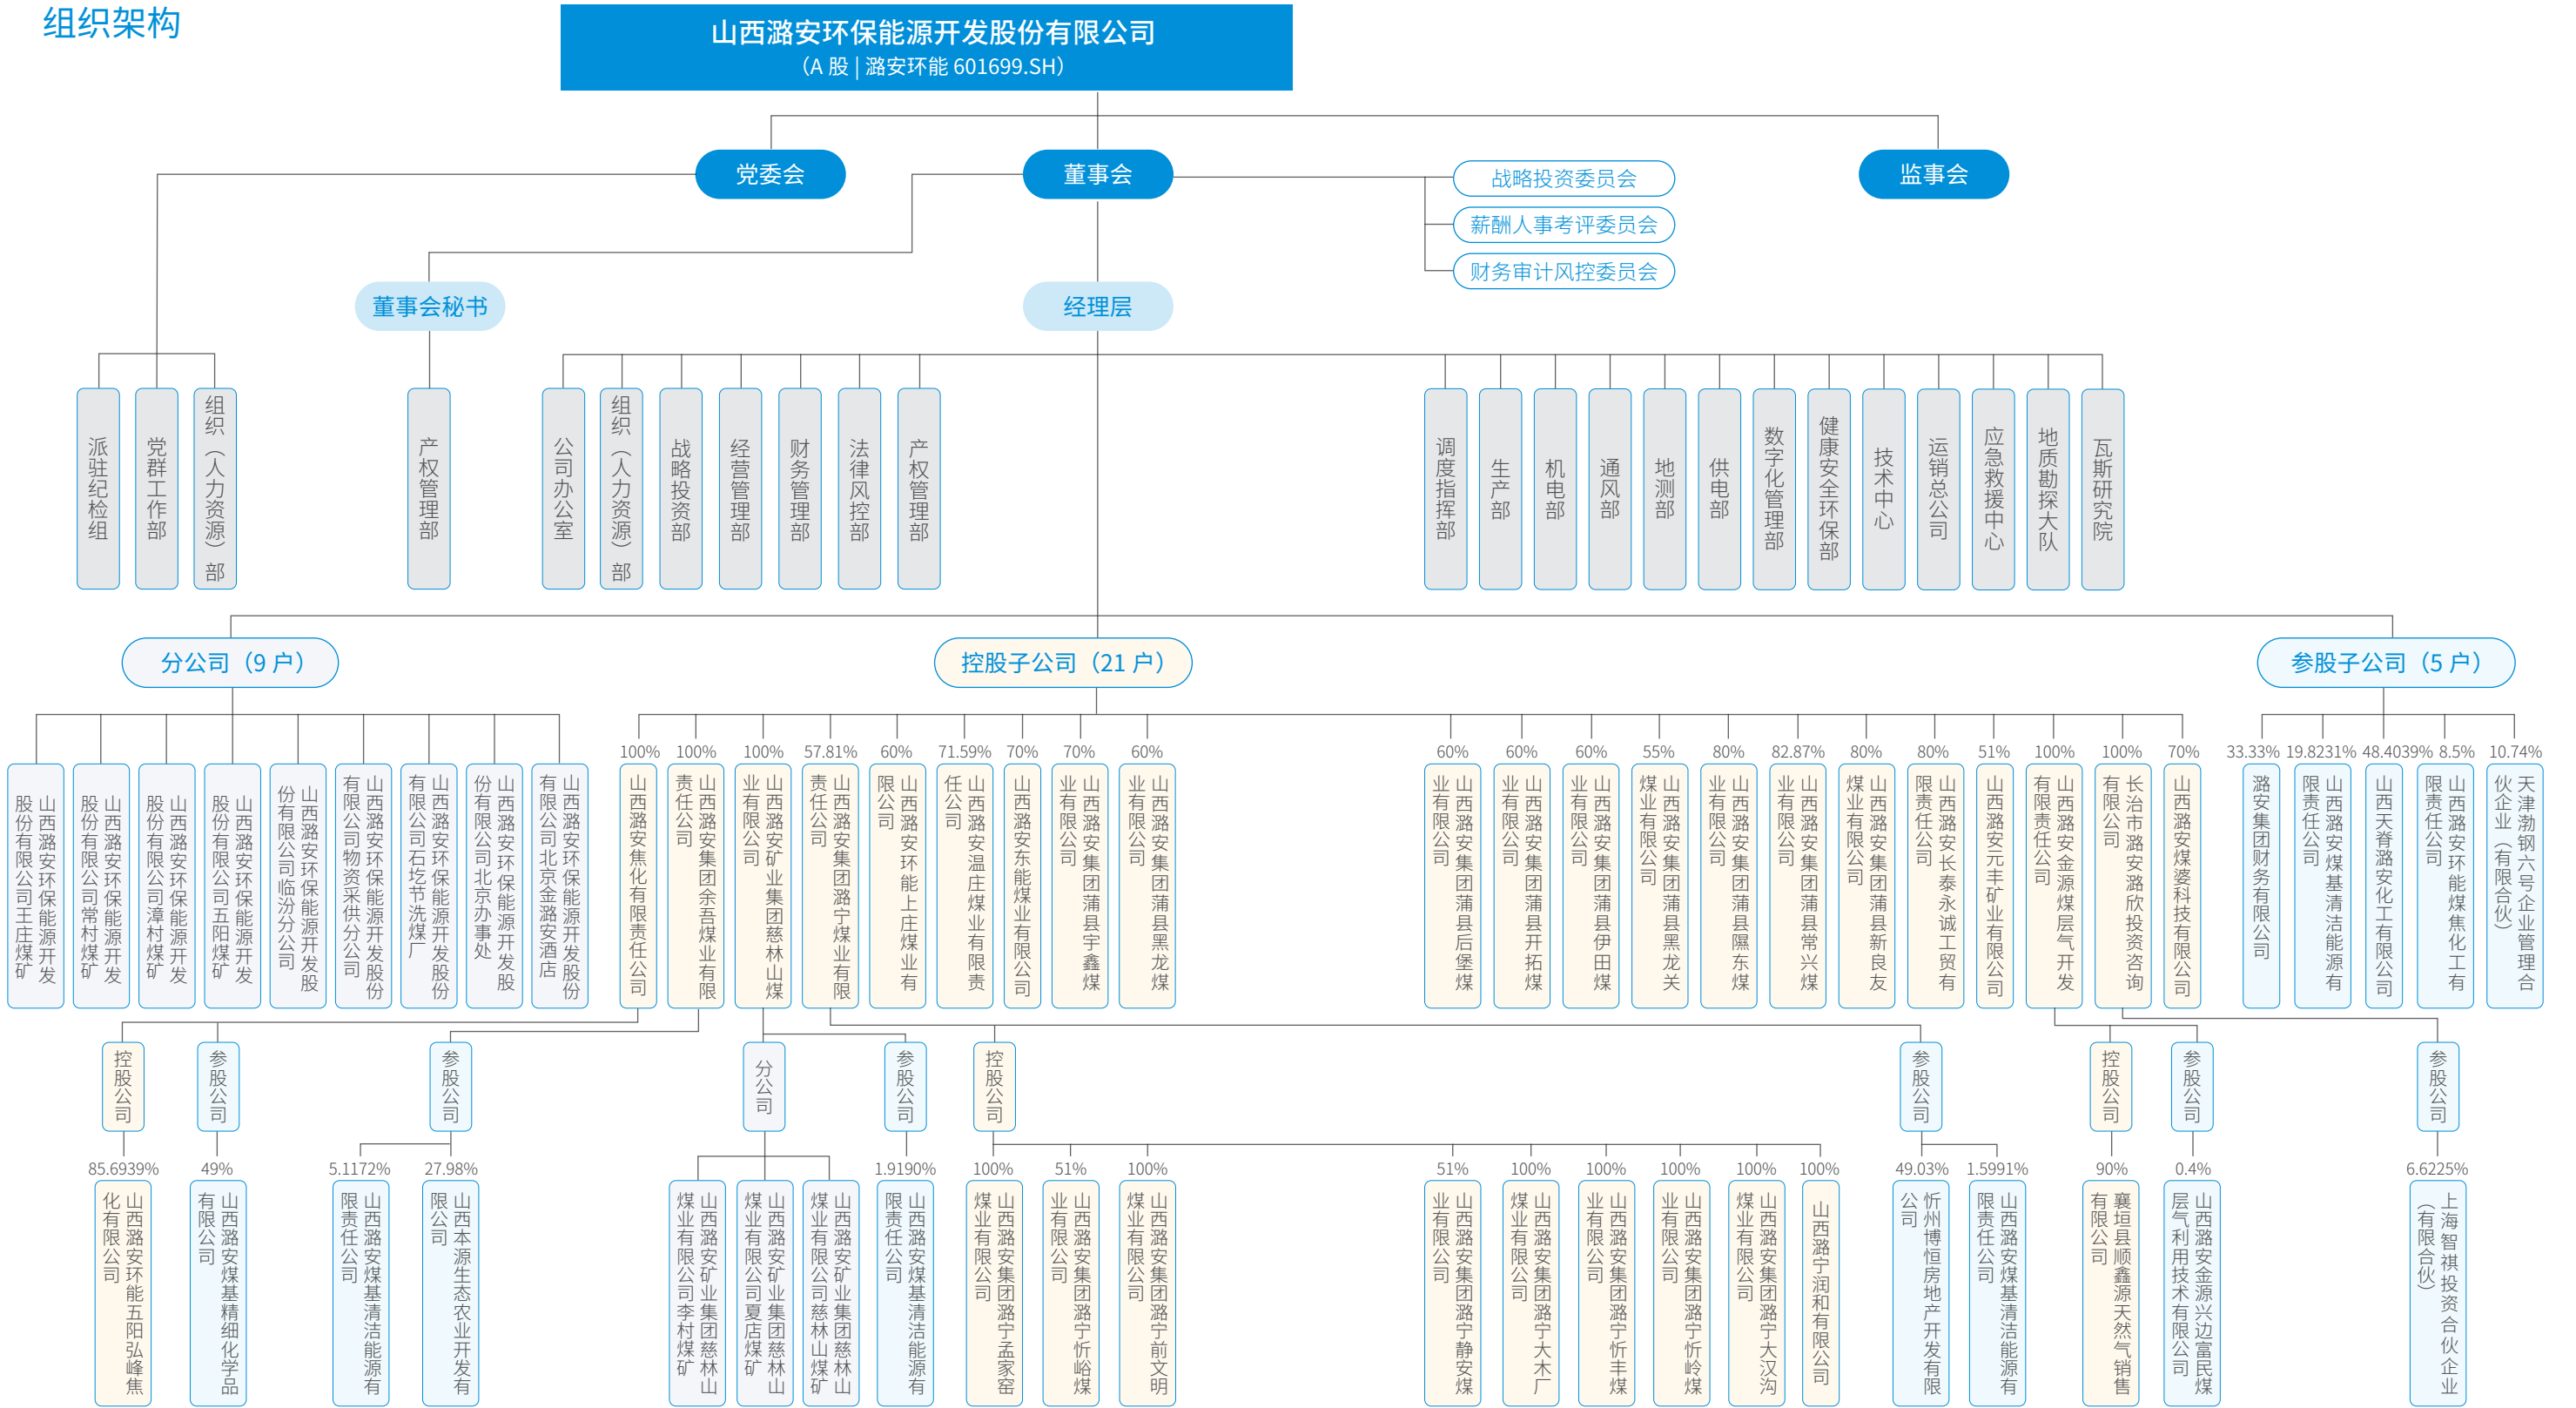 组织架构
山西潞安环保能源开发股份有限公司
（A 股 | 潞安环能 601699.SH）
党委会
董事会
监事会
战略投资委员会
薪酬人事考评委员会
财务审计风控委员会
董事会秘书
经理层
派驻纪检组
党群工作部
组织（人力资源）部
产权管理部
公司办公室
组织（人力资源）部
战略投资部
经营管理部
财务管理部
法律风控部
产权管理部
调度指挥部
生产部
机电部
通风部
地测部
供电部
数字化管理部
健康安全环保部
技术中心
运销总公司
应急救援中心
地质勘探大队
瓦斯研究院
分公司（9 户）
控股子公司（21 户）
参股子公司（5 户）
山西潞安环保能源开发
股份有限公司王庄煤矿
山西潞安环保能源开发
股份有限公司常村煤矿
山西潞安环保能源开发
股份有限公司漳村煤矿
山西潞安环保能源开发
股份有限公司五阳煤矿
山西潞安环保能源开发股
份有限公司临汾分公司
山西潞安环保能源开发股份
有限公司物资采供分公司
山西潞安环保能源开发股份
有限公司石圪节洗煤厂
山西潞安环保能源开发股
份有限公司北京办事处
山西潞安环保能源开发股份
有限公司北京金潞安酒店
100%
山西潞安焦化有限责任公司
100%
山西潞安集团余吾煤业有限
责任公司
100%
山西潞安矿业集团慈林山煤
业有限公司
57.81%
山西潞安集团潞宁煤业有限
责任公司
60%
山西潞安环能上庄煤业有
限公司
71.59%
山西潞安温庄煤业有限责
任公司
70%
山西潞安东能煤业有限公司
70%
山西潞安集团蒲县宇鑫煤
业有限公司
60%
山西潞安集团蒲县黑龙煤
业有限公司
60%
山西潞安集团蒲县后堡煤
业有限公司
60%
山西潞安集团蒲县开拓煤
业有限公司
60%
山西潞安集团蒲县伊田煤
业有限公司
55%
山西潞安集团蒲县黑龙关
煤业有限公司
80%
山西潞安集团蒲县隰东煤
业有限公司
82.87%
山西潞安集团蒲县常兴煤
业有限公司
80%
山西潞安集团蒲县新良友
煤业有限公司
80%
山西潞安长泰永诚工贸有
限责任公司
51%
山西潞安元丰矿业有限公司
100%
山西潞安金源煤层气开发
有限责任公司
100%
长治市潞安潞欣投资咨询
有限公司
70%
山西潞安煤婆科技有限公司
33.33%
潞安集团财务有限公司
19.8231%
山西潞安煤基清洁能源有
限责任公司
48.4039%
山西天脊潞安化工有限公司
8.5%
山西潞安环能煤焦化工有
限责任公司
10.74%
天津渤钢六号企业管理合
伙企业（有限合伙）
控股公司
85.6939%
山西潞安环能五阳弘峰焦
化有限公司
参股公司
49%
山西潞安煤基精细化学品
有限公司
参股公司
5.1172%
山西潞安煤基清洁能源有
限责任公司
27.98%
山西本源生态农业开发有
限公司
分公司
山西潞安矿业集团慈林山
煤业有限公司李村煤矿
山西潞安矿业集团慈林山
煤业有限公司夏店煤矿
山西潞安矿业集团慈林山
煤业有限公司慈林山煤矿
参股公司
1.9190%
山西潞安煤基清洁能源有
限责任公司
控股公司
100%
山西潞安集团潞宁孟家窑
煤业有限公司
51%
山西潞安集团潞宁忻峪煤
业有限公司
100%
山西潞安集团潞宁前文明
煤业有限公司
51%
山西潞安集团潞宁静安煤
业有限公司
100%
山西潞安集团潞宁大木厂
煤业有限公司
100%
山西潞安集团潞宁忻丰煤
业有限公司
100%
山西潞安集团潞宁忻岭煤
业有限公司
100%
山西潞安集团潞宁大汉沟
煤业有限公司
100%
山西潞宁润和有限公司
参股公司
49.03%
忻州博恒房地产开发有限
公司
1.5991%
山西潞安煤基清洁能源有
限责任公司
控股公司
90%
襄垣县顺鑫源天然气销售
有限公司
参股公司
0.4%
山西潞安金源兴边富民煤
层气利用技术有限公司
参股公司
6.6225%
上海智祺投资合伙企业
（有限合伙）